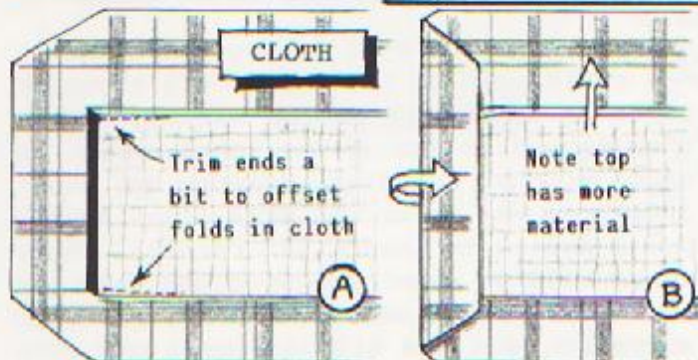 CLOTH
Trim ends a
bit to offset
folds in cloth
A
Note top
has more
material
B